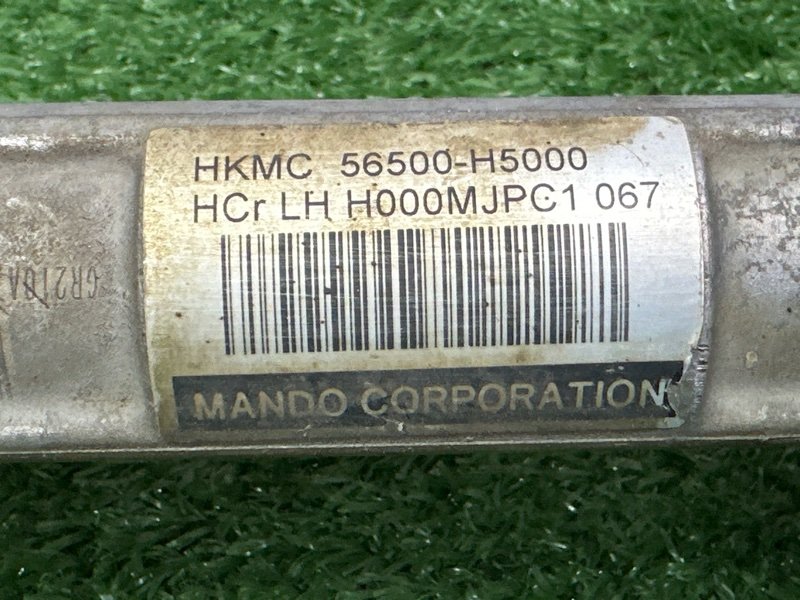 HKMC 56500-H5000
HCr LH H000MJPC1 067
MANDO CORPORATION